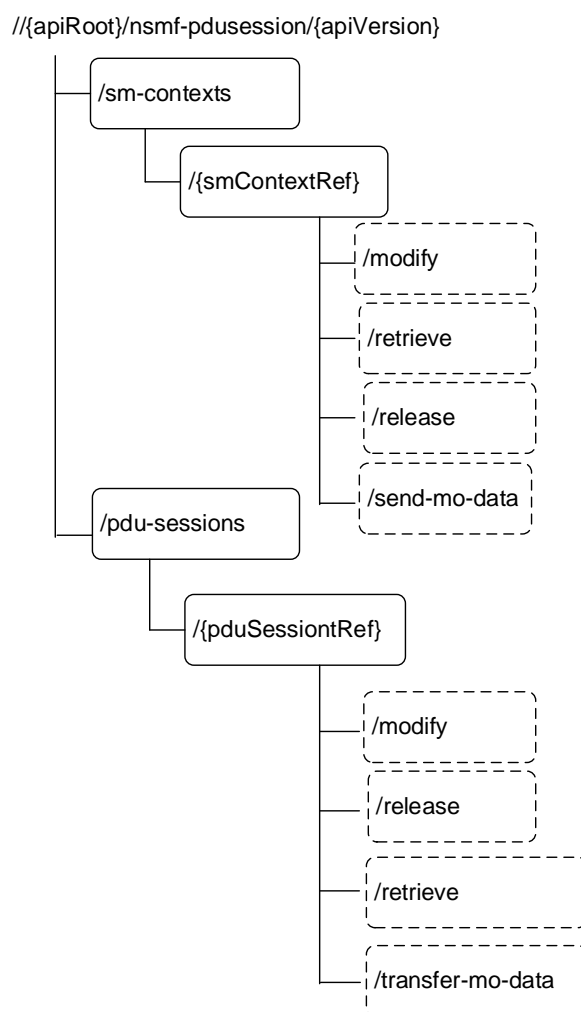 //{apiRoot}/nsmf-pdusession/{apiVersion}
/sm-contexts
/{smContextRef}
/modify
/retrieve
/release
/send-mo-data
/pdu-sessions
/{pduSessiontRef}
/modify
/release
/retrieve
/transfer-mo-data